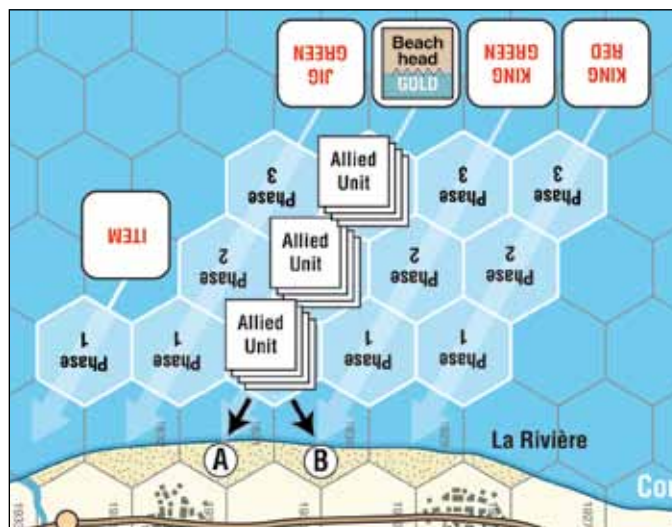 JIG
GREEN
Beach
head
GOLD
KING
GREEN
KING
RED
Phase
3
Allied
Unit
Phase
3
Phase
3
ITEM
Phase
2
Allied
Unit
Phase
2
Phase
2
Phase
1
Phase
1
Allied
Unit
Phase
1
Phase
1
A
B
La Rivière